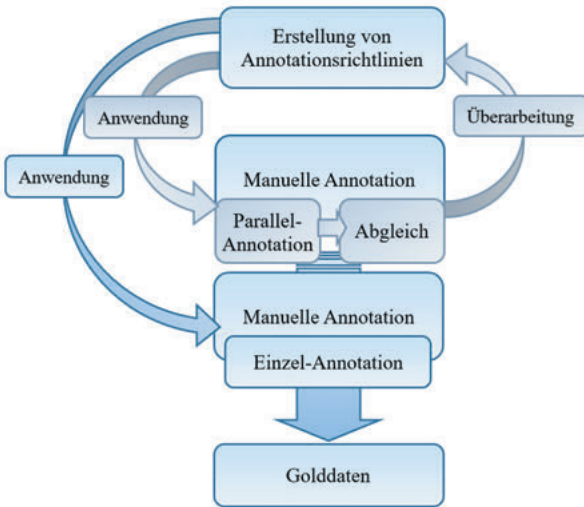 Erstellung von
Annotationsrichtlinien
Anwendung
Überarbeitung
Anwendung
Manuelle Annotation
Parallel-
Annotation
Abgleich
Manuelle Annotation
Einzel-Annotation
Golddaten